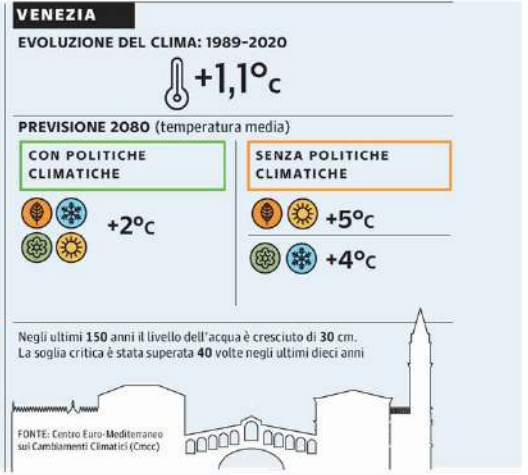 VENEZIA
EVOLUZIONE DEL CLIMA: 1989-2020
+1,1°C
PREVISIONE 2080 (temperatura media)
CON POLITICHE
CLIMATICHE
+2°C
SENZA POLITICHE
CLIMATICHE
+5°C
+4°C
Negli ultimi 150 anni il livello dell'acqua è cresciuto di 30 cm.
La soglia critica è stata superata 40 volte negli ultimi dieci anni
FONTE: Centro Euro-Mediterraneo
sui Cambiamenti Climatici (Cmcc)